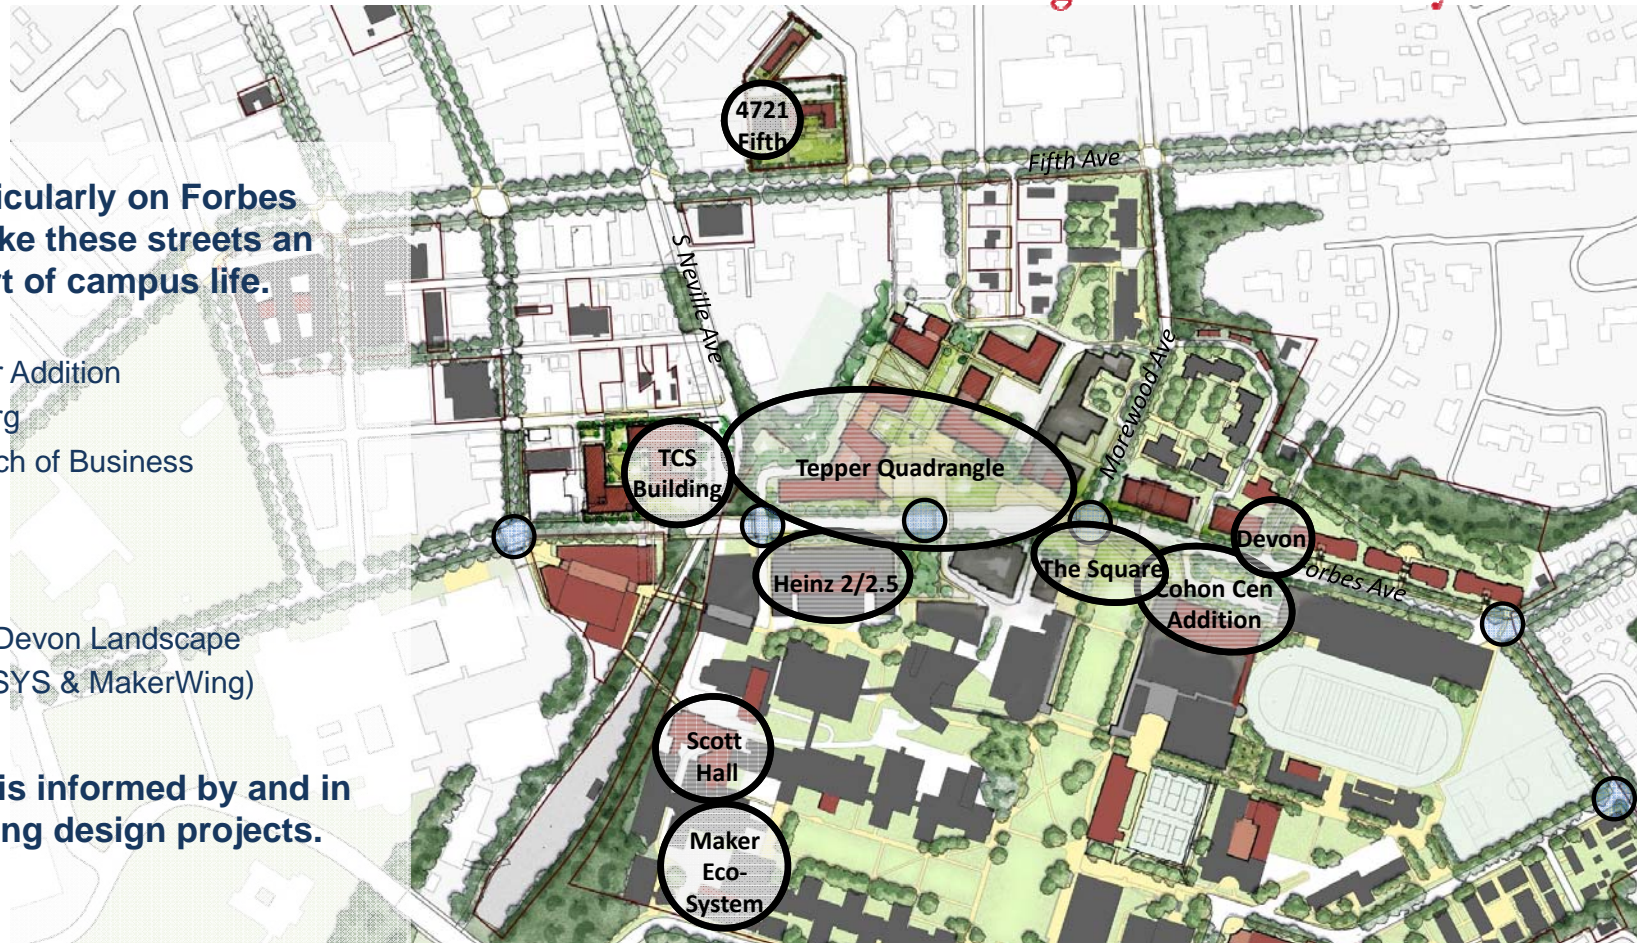 icularly on Forbes
ke these streets an
t of campus life.
r Addition
rg
ch of Business
Devon Landscape
SYS & MakerWing)
is informed by and in
ng design projects.
4721
Fifth
Fifth Ave
S Neville Ave
Morewood Ave
TCS
Building
Tepper Quadrangle
Heinz 2/2.5
The Square
Devon
Forbes Ave
Cohon Cen
Addition
Scott
Hall
Maker
Eco-
System